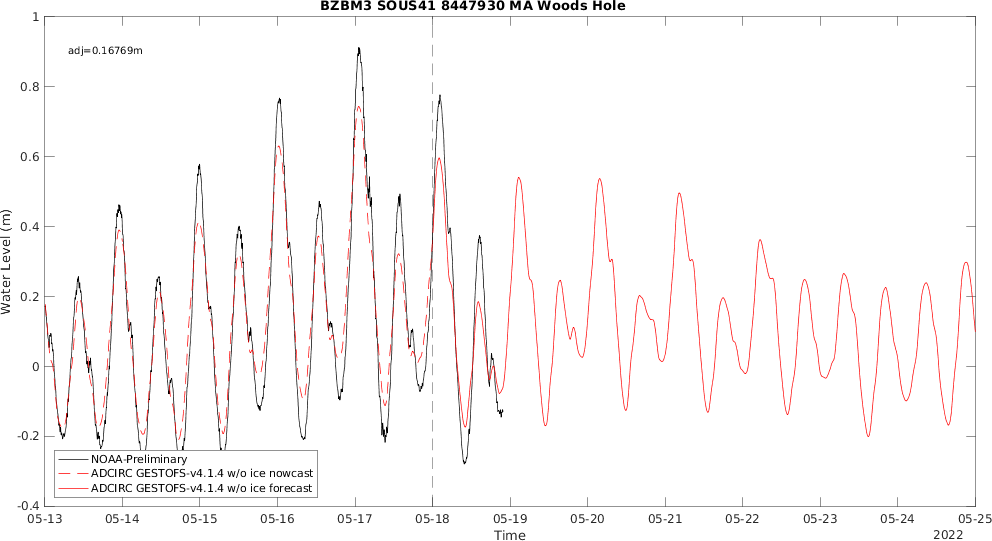 BZBM3 SOUS41 8447930 MA Woods Hole
adj=0.16769m
Water Level (m)
1
0.8
0.6
0.4
0.2
0
-0.2
-0.4
NOAA-Preliminary
ADCIRC GESTOFS-v4.1.4 w/o ice nowcast
ADCIRC GESTOFS-v4.1.4 w/o ice forecast
05-13 05-14 05-15 05-16 05-17 05-18 05-19 05-20 05-21 05-22 05-23 05-24 05-25
Time
2022